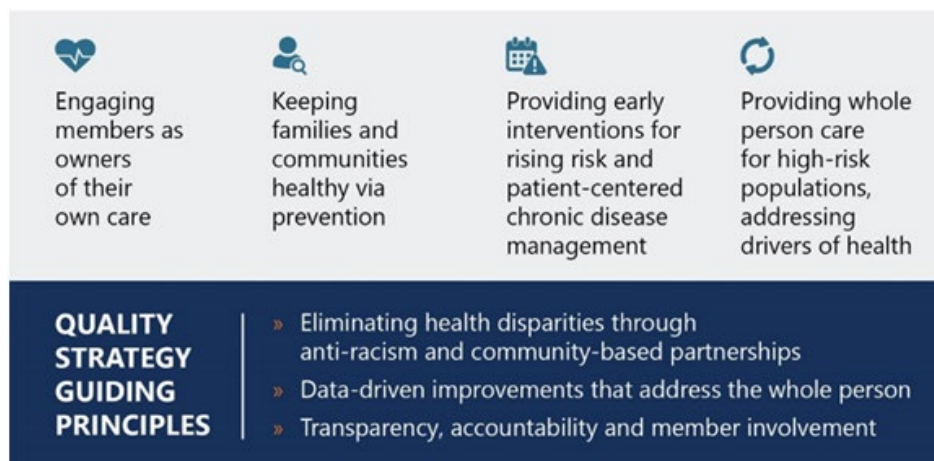 Engaging
members as
owners
of their
own care
Keeping
families and
communities
healthy via
prevention
Providing early
interventions for
rising risk and
patient-centered
chronic disease
management
Providing whole
person care
for high-risk
populations,
addressing
drivers of health
QUALITY
STRATEGY
GUIDING
PRINCIPLES
» Eliminating health disparities through
anti-racism and community-based partnerships
» Data-driven improvements that address the whole person
» Transparency, accountability and member involvement